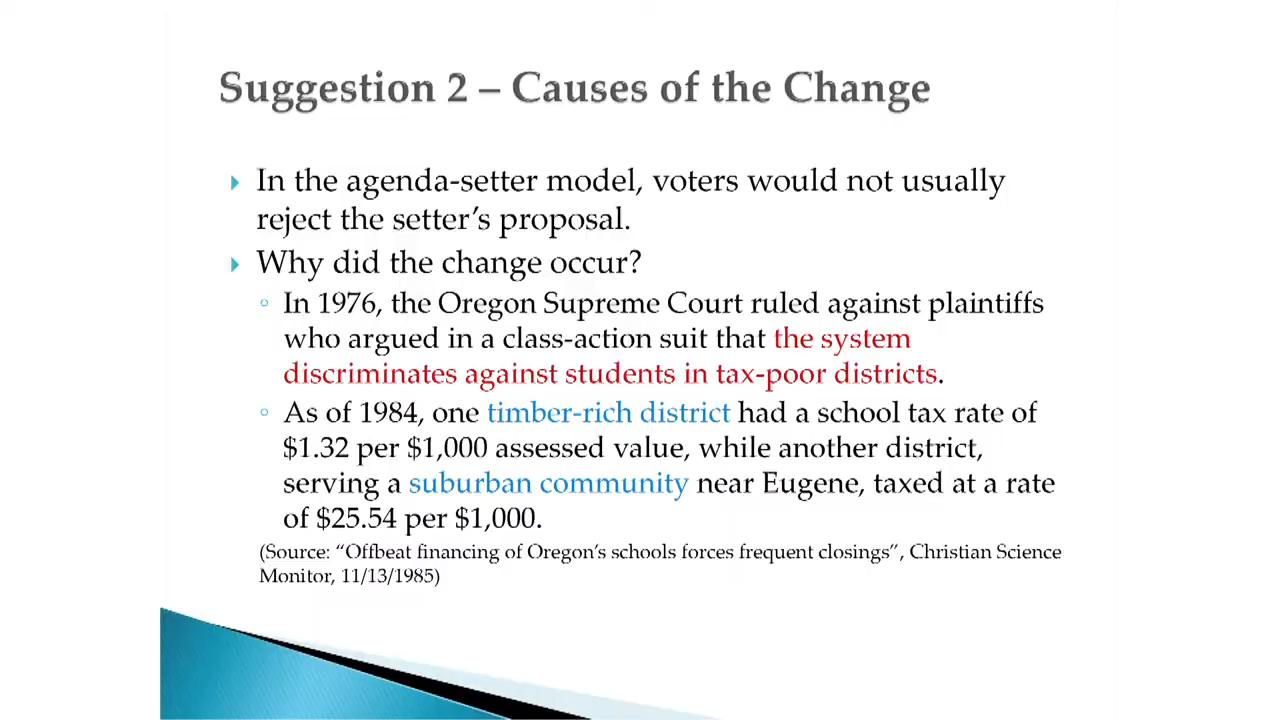 Suggestion 2 – Causes of the Change
In the agenda-setter model, voters would not usually
reject the setter’s proposal.
Why did the change occur?
In 1976, the Oregon Supreme Court ruled against plaintiffs
who argued in a class-action suit that the system
discriminates against students in tax-poor districts.
As of 1984, one timber-rich district had a school tax rate of
$1.32 per $1,000 assessed value, while another district,
serving a suburban community near Eugene, taxed at a rate
of $25.54 per $1,000.
(Source: “Offbeat financing of Oregon’s schools forces frequent closings”, Christian Science
Monitor, 11/13/1985)